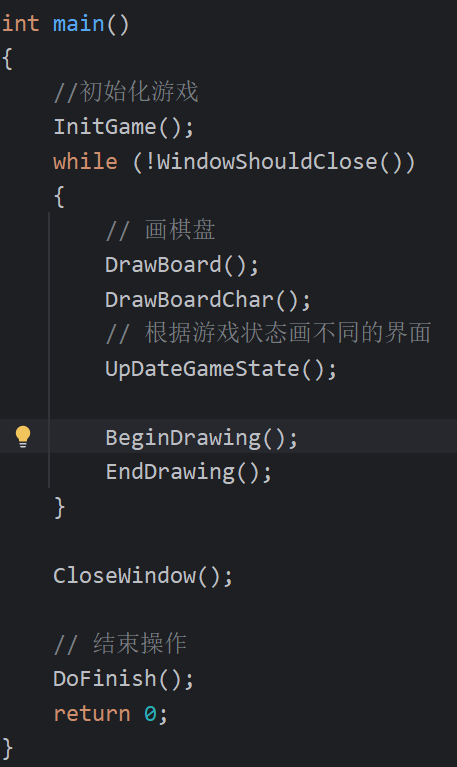 int main()
{
//初始化游戏
InitGame();
while (!WindowShouldClose())
{
// 画棋盘
DrawBoard();
DrawBoardChar();
// 根据游戏状态画不同的界面
UpDateGameState();
BeginDrawing();
EndDrawing();
}
CloseWindow();
// 结束操作
DoFinish();
return 0;
}